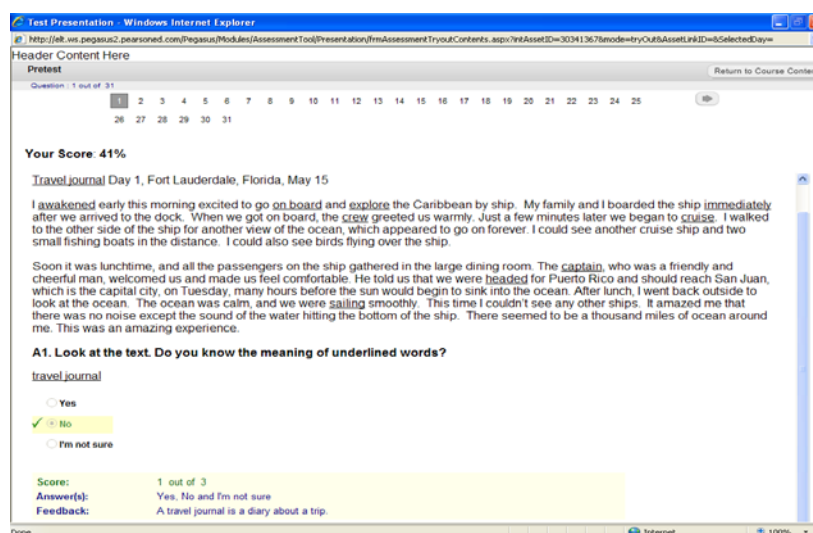 Test Presentation - Windows Internet Explorer
http://elt.ws.pegasus2.pearsoned.com/Pegasus/Modules/AssessmentTool/Presentation/frmAssessmentTryoutContents.aspx?intAssetID=30341367&mode=tryOut&AssetLinkID=&SelectedDay=
Header Content Here
Pretest
Return to Course Conte
Question : 1 out of 31
1 2 3 4 5 6 7 8 9 10 11 12 13 14 15 16 17 18 19 20 21 22 23 24 25
26 27 28 29 30 31
Your Score: 41%
Travel journal Day 1, Fort Lauderdale, Florida, May 15
I awakened early this morning excited to go on board and explore the Caribbean by ship. My family and I boarded the ship immediately
after we arrived to the dock. When we got on board, the crew greeted us warmly. Just a few minutes later we began to cruise. I walked
to the other side of the ship for another view of the ocean, which appeared to go on forever. I could see another cruise ship and two
small fishing boats in the distance. I could also see birds flying over the ship.
Soon it was lunchtime, and all the passengers on the ship gathered in the large dining room. The captain, who was a friendly and
cheerful man, welcomed us and made us feel comfortable. He told us that we were headed for Puerto Rico and should reach San Juan,
which is the capital city, on Tuesday, many hours before the sun would begin to sink into the ocean. After lunch, I went back outside to
look at the ocean. The ocean was calm, and we were sailing smoothly. This time I couldn't see any other ships. It amazed me that
there was no noise except the sound of the water hitting the bottom of the ship. There seemed to be a thousand miles of ocean around
me. This was an amazing experience.
A1. Look at the text. Do you know the meaning of underlined words?
travel journal
Yes
No
I'm not sure
Score: 1 out of 3
Answer(s): Yes, No and I'm not sure
Feedback: A travel journal is a diary about a trip.
Done
Internet
100%